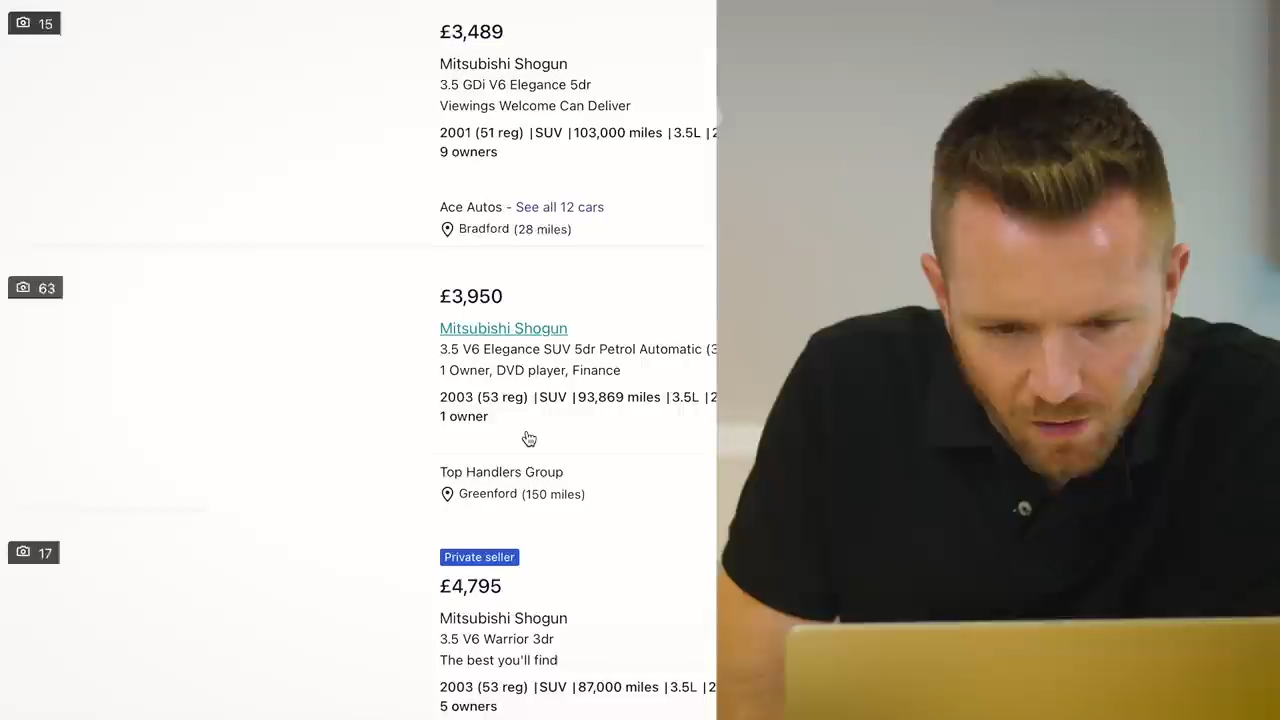 15
£3,489
Mitsubishi Shogun
3.5 GDi V6 Elegance 5dr
Viewings Welcome Can Deliver
2001 (51 reg) | SUV | 103,000 miles | 3.5L | 2
9 owners
Ace Autos - See all 12 cars
Bradford (28 miles)
63
£3,950
Mitsubishi Shogun
3.5 V6 Elegance SUV 5dr Petrol Automatic (3
1 Owner, DVD player, Finance
2003 (53 reg) | SUV | 93,869 miles | 3.5L | 2
1 owner
Top Handlers Group
Greenford (150 miles)
17
Private seller
£4,795
Mitsubishi Shogun
3.5 V6 Warrior 3dr
The best you'll find
2003 (53 reg) | SUV | 87,000 miles | 3.5L | 2
5 owners